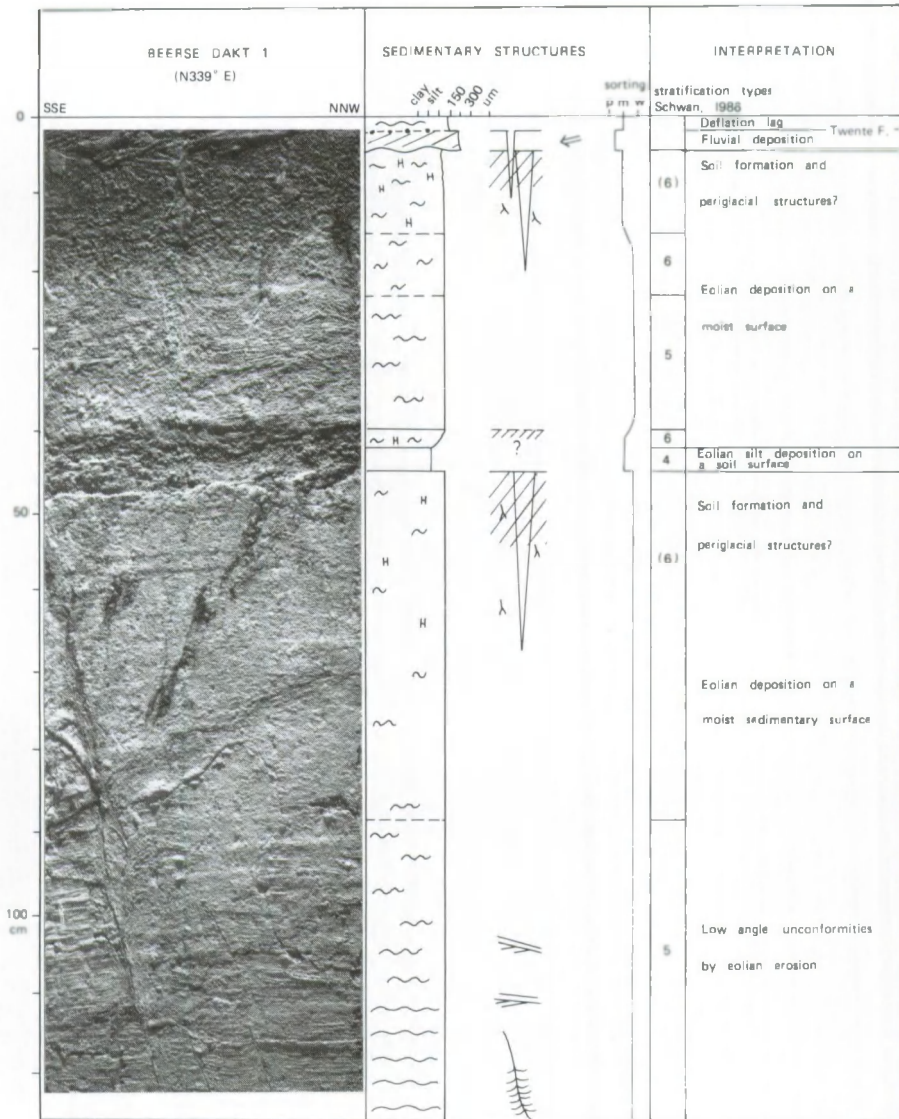 BEERSE DAKT 1
(N339° E)
SSE
NNW
SEDIMENTARY STRUCTURES
clay
silt
150
300
um
sorting
p m w
INTERPRETATION
stratification types
Schwan, 1988
0
50
100
cm
Deflation lag
Fluvial deposition
Twente F.
(6)
Soil formation and
periglacial structures?
6
Eolian deposition on a
moist surface
5
6
4
Eolian silt deposition on
a soil surface
(6)
Soil formation and
periglacial structures?
Eolian deposition on a
moist sedimentary surface
5
Low angle unconformities
by eolian erosion
H
H
H
H
H
λ
λ
H
?
H
H
H
λ
λ
λ